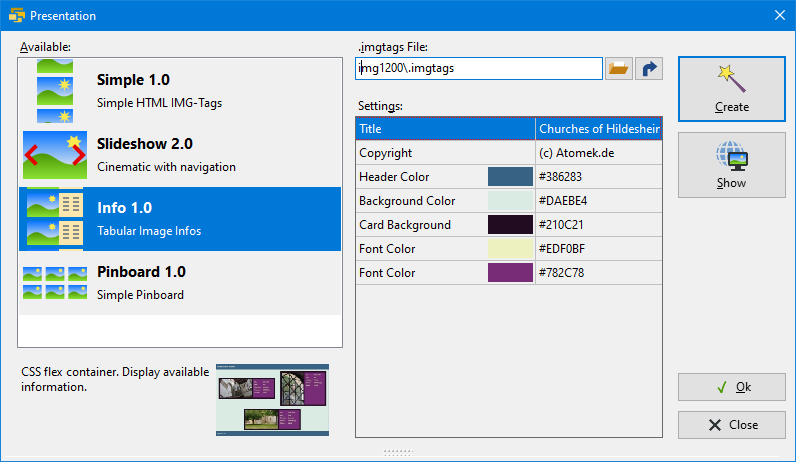 Presentation
Available:
Simple 1.0
Simple HTML IMG-Tags
Slideshow 2.0
Cinematic with navigation
Info 1.0
Tabular Image Infos
Pinboard 1.0
Simple Pinboard
CSS flex container. Display available
information.
.imgtags File:
img1200\.imgtags
Settings:
Title Churches of Hildesheim
Copyright (c) Atomek.de
Header Color #386283
Background Color #DAEBE4
Card Background #210C21
Font Color #EDF0BF
Font Color #782C78
Create
Show
Ok
Close